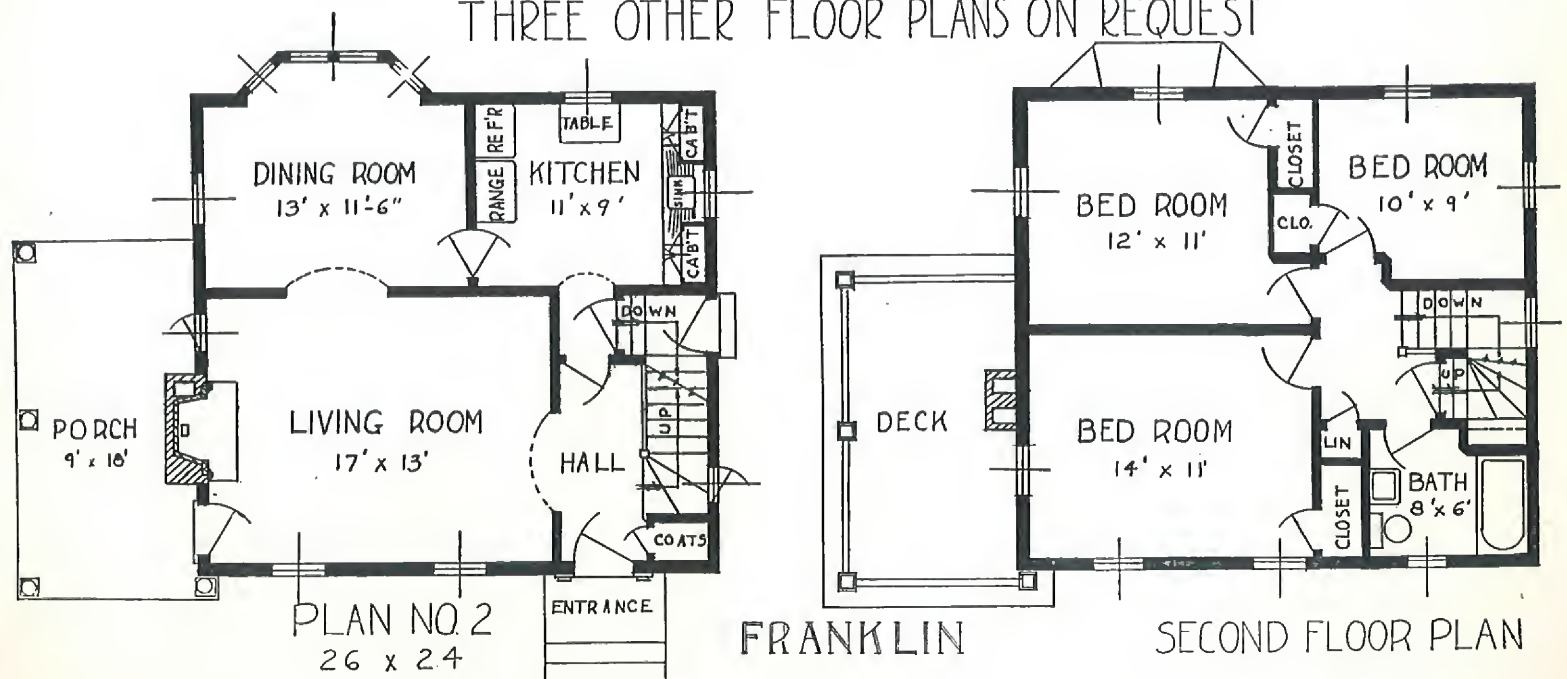 THREE OTHER FLOOR PLANS ON REQUEST
DINING ROOM
13' x 11'-6"
REF'R
RANGE
TABLE
KITCHEN
11' x 9'
CAB'T
SINK
CAB'T
PORCH
9' x 18'
LIVING ROOM
17' x 13'
HALL
DOWN
UP
COATS
ENTRANCE
PLAN NO. 2
26 x 24
BED ROOM
12' x 11'
CLOSET
CLO.
BED ROOM
10' x 9'
DECK
BED ROOM
14' x 11'
DOWN
UP
LIN
CLOSET
BATH
8' x 6'
FRANKLIN
SECOND FLOOR PLAN